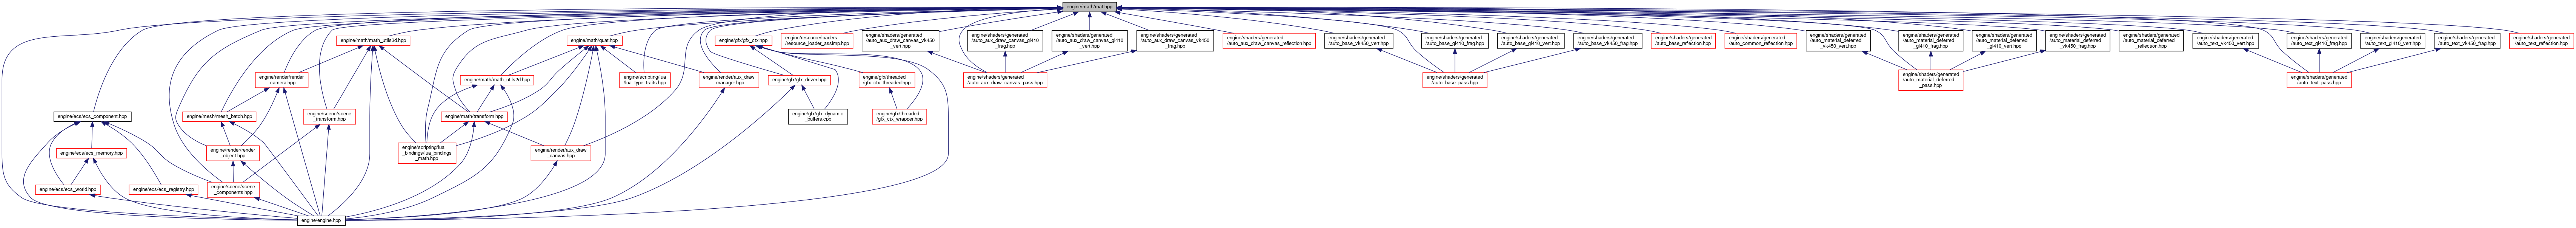 engine/math/mat.hpp
engine/math/math_utils3d.hpp
engine/math/quat.hpp
engine/gfx/gfx_ctx.hpp
engine/resource/loaders
/resource_loader_assimp.hpp
engine/shaders/generated
/auto_aux_draw_canvas_vk450
_vert.hpp
engine/shaders/generated
/auto_aux_draw_canvas_gl410
_frag.hpp
engine/shaders/generated
/auto_aux_draw_canvas_gl410
_vert.hpp
engine/shaders/generated
/auto_aux_draw_canvas_vk450
_frag.hpp
engine/shaders/generated
/auto_aux_draw_canvas_reflection.hpp
engine/shaders/generated
/auto_base_vk450_vert.hpp
engine/shaders/generated
/auto_base_gl410_frag.hpp
engine/shaders/generated
/auto_base_gl410_vert.hpp
engine/shaders/generated
/auto_base_vk450_frag.hpp
engine/shaders/generated
/auto_base_reflection.hpp
engine/shaders/generated
/auto_common_reflection.hpp
engine/shaders/generated
/auto_material_deferred
_vk450_vert.hpp
engine/shaders/generated
/auto_material_deferred
_gl410_frag.hpp
engine/shaders/generated
/auto_material_deferred
_gl410_vert.hpp
engine/shaders/generated
/auto_material_deferred
_vk450_frag.hpp
engine/shaders/generated
/auto_material_deferred
_reflection.hpp
engine/shaders/generated
/auto_text_vk450_vert.hpp
engine/shaders/generated
/auto_text_gl410_frag.hpp
engine/shaders/generated
/auto_text_gl410_vert.hpp
engine/shaders/generated
/auto_text_vk450_frag.hpp
engine/shaders/generated
/auto_text_reflection.hpp
engine/render/render
_camera.hpp
engine/math/math_utils2d.hpp
engine/scripting/lua
/lua_type_traits.hpp
engine/render/aux_draw
_manager.hpp
engine/gfx/gfx_driver.hpp
engine/gfx/threaded
/gfx_ctx_threaded.hpp
engine/shaders/generated
/auto_aux_draw_canvas_pass.hpp
engine/shaders/generated
/auto_base_pass.hpp
engine/shaders/generated
/auto_material_deferred
_pass.hpp
engine/shaders/generated
/auto_text_pass.hpp
engine/ecs/ecs_component.hpp
engine/mesh/mesh_batch.hpp
engine/scene/scene
_transform.hpp
engine/math/transform.hpp
engine/gfx/gfx_dynamic
_buffers.cpp
engine/gfx/threaded
/gfx_ctx_wrapper.hpp
engine/ecs/ecs_memory.hpp
engine/render/render
_object.hpp
engine/scripting/lua
_bindings/lua_bindings
_math.hpp
engine/render/aux_draw
_canvas.hpp
engine/ecs/ecs_world.hpp
engine/ecs/ecs_registry.hpp
engine/scene/scene
_components.hpp
engine/engine.hpp